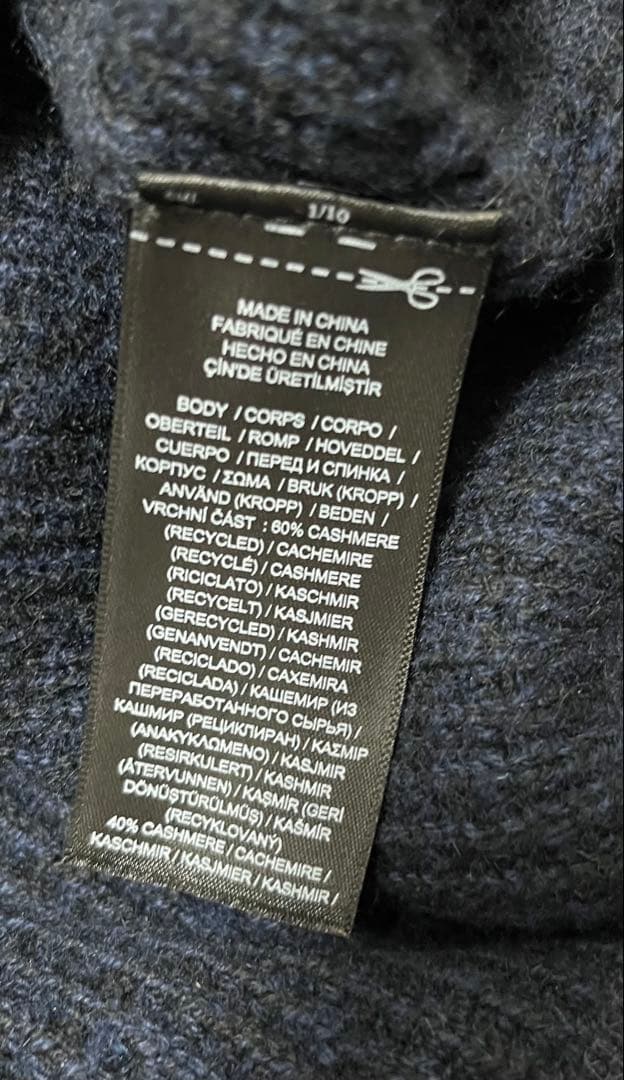 1/10
MADE IN CHINA
FABRIQUÉ EN CHINE
HECHO EN CHINA
ÇİN'DE ÜRETİLMİŞTİR
BODY / CORPS / CORPO /
OBERTEIL / ROMP / HOVEDDEL /
CUERPO / ПЕРЕД И СПИНКА /
КОРПУС / ΣΩΜΑ / BRUK (KROPP) /
ANVÄND (KROPP) / BEDEN /
VRCHNÍ ČÁST : 60% CASHMERE
(RECYCLED) / CACHEMIRE
(RECYCLÉ) / CASHMERE
(RICICLATO) / KASCHMIR
(RECYCELT) / KASJMIER
(GERECYCLED) / KASHMIR
(GENANVENDT) / CACHEMIR
(RECICLADO) / CAXEMIRA
(RECICLADA) / КАШЕМИР (ИЗ
ПЕРЕРАБОТАННОГО СЫРЬЯ) /
КАШМИР (РЕЦИКЛИРАН) / ΚΑΣΜΙΡ
(ΑΝΑΚΥΚΛΩΜΕΝΟ) / KASJMIR
(RESIRKULERT) / KASHMIR
(ÅTERVUNNEN) / KAŞMİR (GERİ
DÖNÜŞTÜRÜLMÜŞ) / KAŠMÍR
(RECYKLOVANÝ)
40% CASHMERE / CACHEMIRE /
KASCHMIR / KASJMIER / KASHMIR /